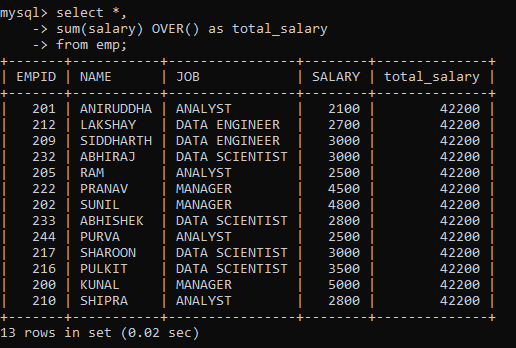 mysql> select *,
    -> sum(salary) OVER() as total_salary
    -> from emp;
+-------+------------+----------------+--------+--------------+
| EMPID | NAME       | JOB            | SALARY | total_salary |
+-------+------------+----------------+--------+--------------+
|   201 | ANIRUDDHA  | ANALYST        |   2100 |        42200 |
|   212 | LAKSHAY    | DATA ENGINEER  |   2700 |        42200 |
|   209 | SIDDHARTH  | DATA ENGINEER  |   3000 |        42200 |
|   232 | ABHIRAJ    | DATA SCIENTIST |   3000 |        42200 |
|   205 | RAM        | ANALYST        |   2500 |        42200 |
|   222 | PRANAV     | MANAGER        |   4500 |        42200 |
|   202 | SUNIL      | MANAGER        |   4800 |        42200 |
|   233 | ABHISHEK   | DATA SCIENTIST |   2800 |        42200 |
|   244 | PURVA      | ANALYST        |   2500 |        42200 |
|   217 | SHAROON    | DATA SCIENTIST |   3000 |        42200 |
|   216 | PULKIT     | DATA SCIENTIST |   3500 |        42200 |
|   200 | KUNAL      | MANAGER        |   5000 |        42200 |
|   210 | SHIPRA     | ANALYST        |   2800 |        42200 |
+-------+------------+----------------+--------+--------------+
13 rows in set (0.02 sec)